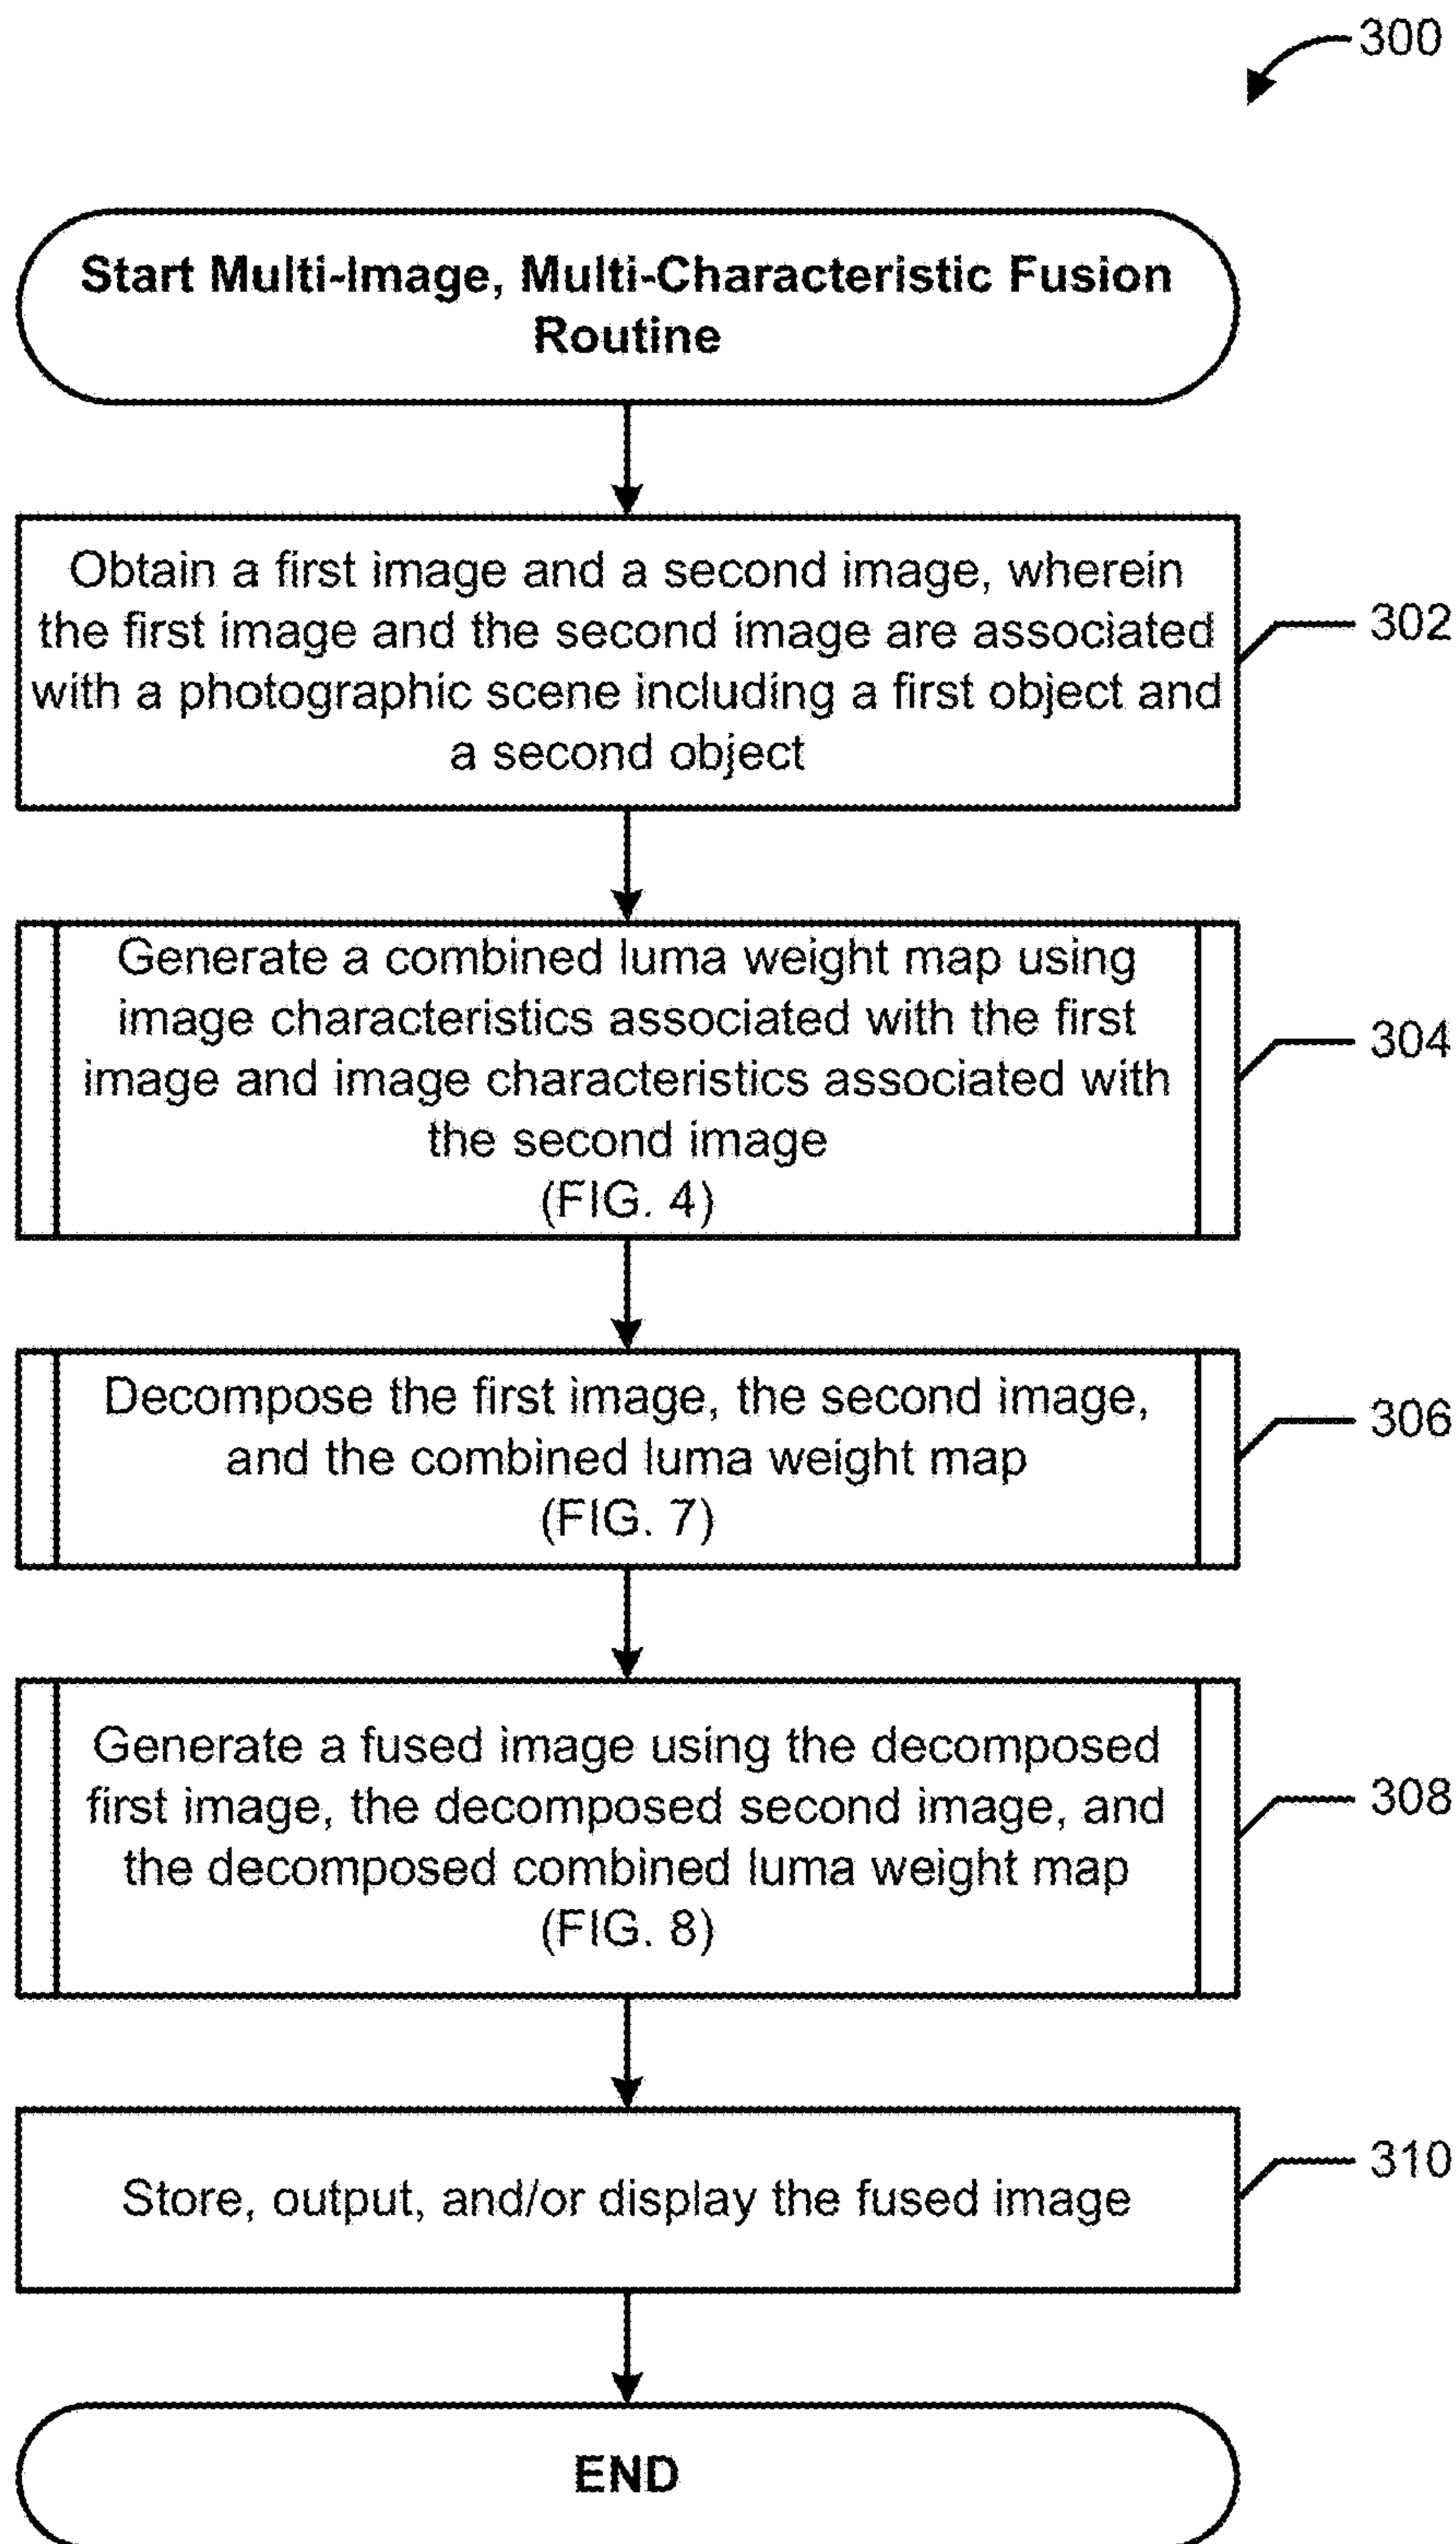 300
Start Multi-Image, Multi-Characteristic Fusion
Routine
Obtain a first image and a second image, wherein
the first image and the second image are associated
with a photographic scene including a first object and
a second object
302
Generate a combined luma weight map using
image characteristics associated with the first
image and image characteristics associated with
the second image
(FIG. 4)
304
Decompose the first image, the second image,
and the combined luma weight map
(FIG. 7)
306
Generate a fused image using the decomposed
first image, the decomposed second image, and
the decomposed combined luma weight map
(FIG. 8)
308
Store, output, and/or display the fused image
310
END